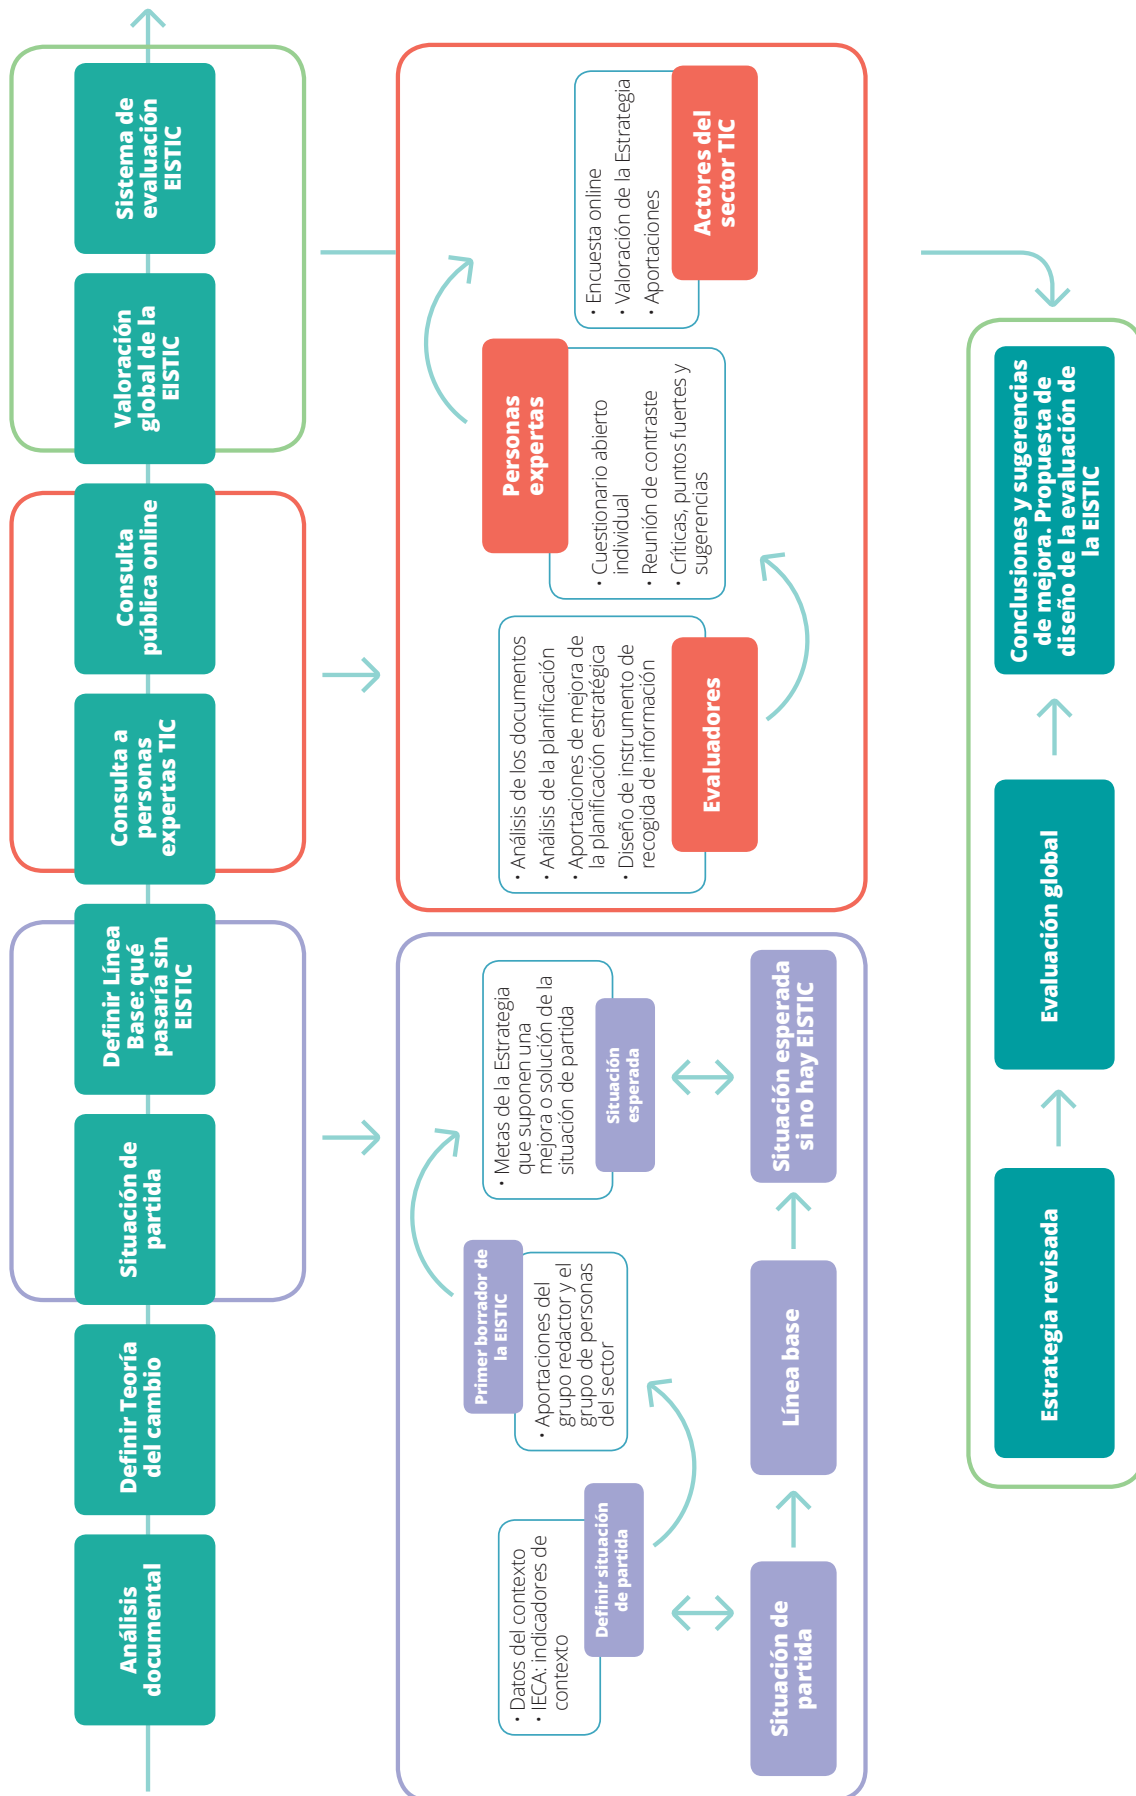 Análisis
documental
Definir Teoría
del cambio
Situación de
partida
Definir Línea
Base: qué
pasaría sin
EISTIC
Consulta a
personas
expertas TIC
Consulta
pública online
Valoración
global de la
EISTIC
Sistema de
evaluación
EISTIC
• Datos del contexto
• IECA: indicadores de
contexto
Definir situación
de partida
Primer borrador de
la EISTIC
• Aportaciones del
grupo redactor y el
grupo de personas
del sector
• Metas de la Estrategia
que suponen una
mejora o solución de la
situación de partida
Situación
esperada
Situación de
partida
Línea base
Situación esperada
si no hay EISTIC
• Análisis de los documentos
• Análisis de la planificación
• Aportaciones de mejora de
la planificación estratégica
• Diseño de instrumento de
recogida de información
Evaluadores
Personas
expertas
• Cuestionario abierto
individual
• Reunión de contraste
• Críticas, puntos fuertes y
sugerencias
• Encuesta online
• Valoración de la Estrategia
• Aportaciones
Actores del
sector TIC
Estrategia revisada
Evaluación global
Conclusiones y sugerencias
de mejora. Propuesta de
diseño de la evaluación de
la EISTIC